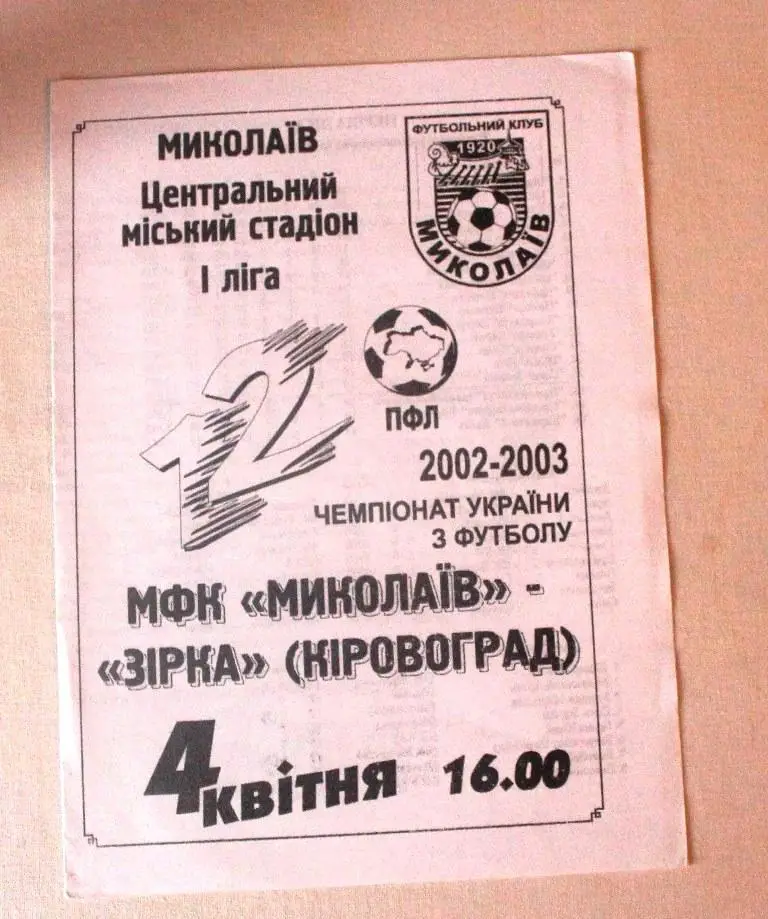 МИКОЛАЇВ
Центральний
міський стадіон
І ліга
ФУТБОЛЬНИЙ КЛУБ
1920
МИКОЛАЇВ
12
ПФЛ
2002-2003
ЧЕМПІОНАТ УКРАЇНИ
З ФУТБОЛУ
МФК «МИКОЛАЇВ» -
«ЗІРКА» (КІРОВОГРАД)
4 КВІТНЯ 16.00